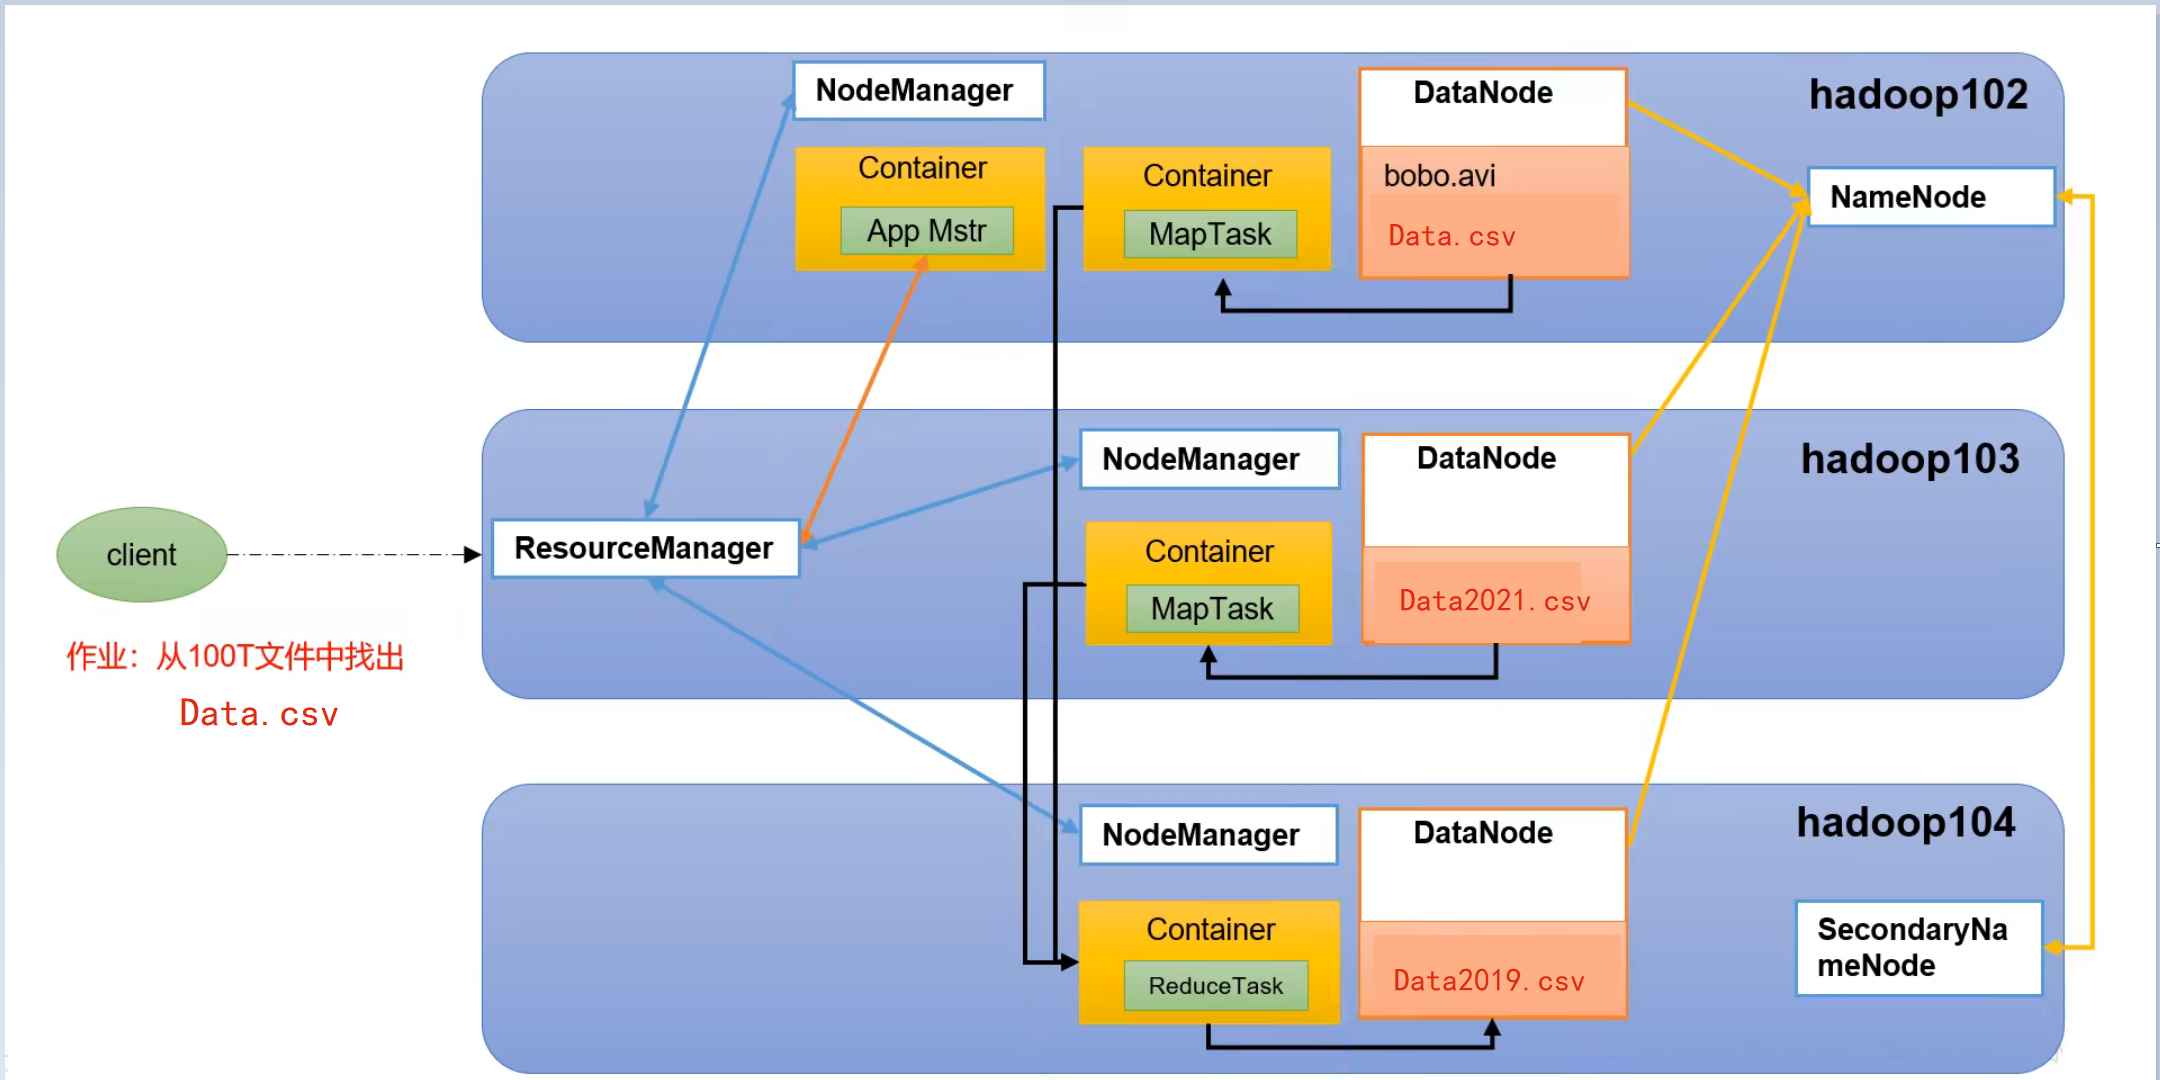 hadoop102
NodeManager
DataNode
Container
App Mstr
Container
MapTask
bobo.avi
Data.csv
NameNode
hadoop103
NodeManager
DataNode
client
ResourceManager
Container
MapTask
Data2021.csv
作业：从100T文件中找出
Data.csv
hadoop104
NodeManager
DataNode
Container
ReduceTask
Data2019.csv
SecondaryNa
meNode